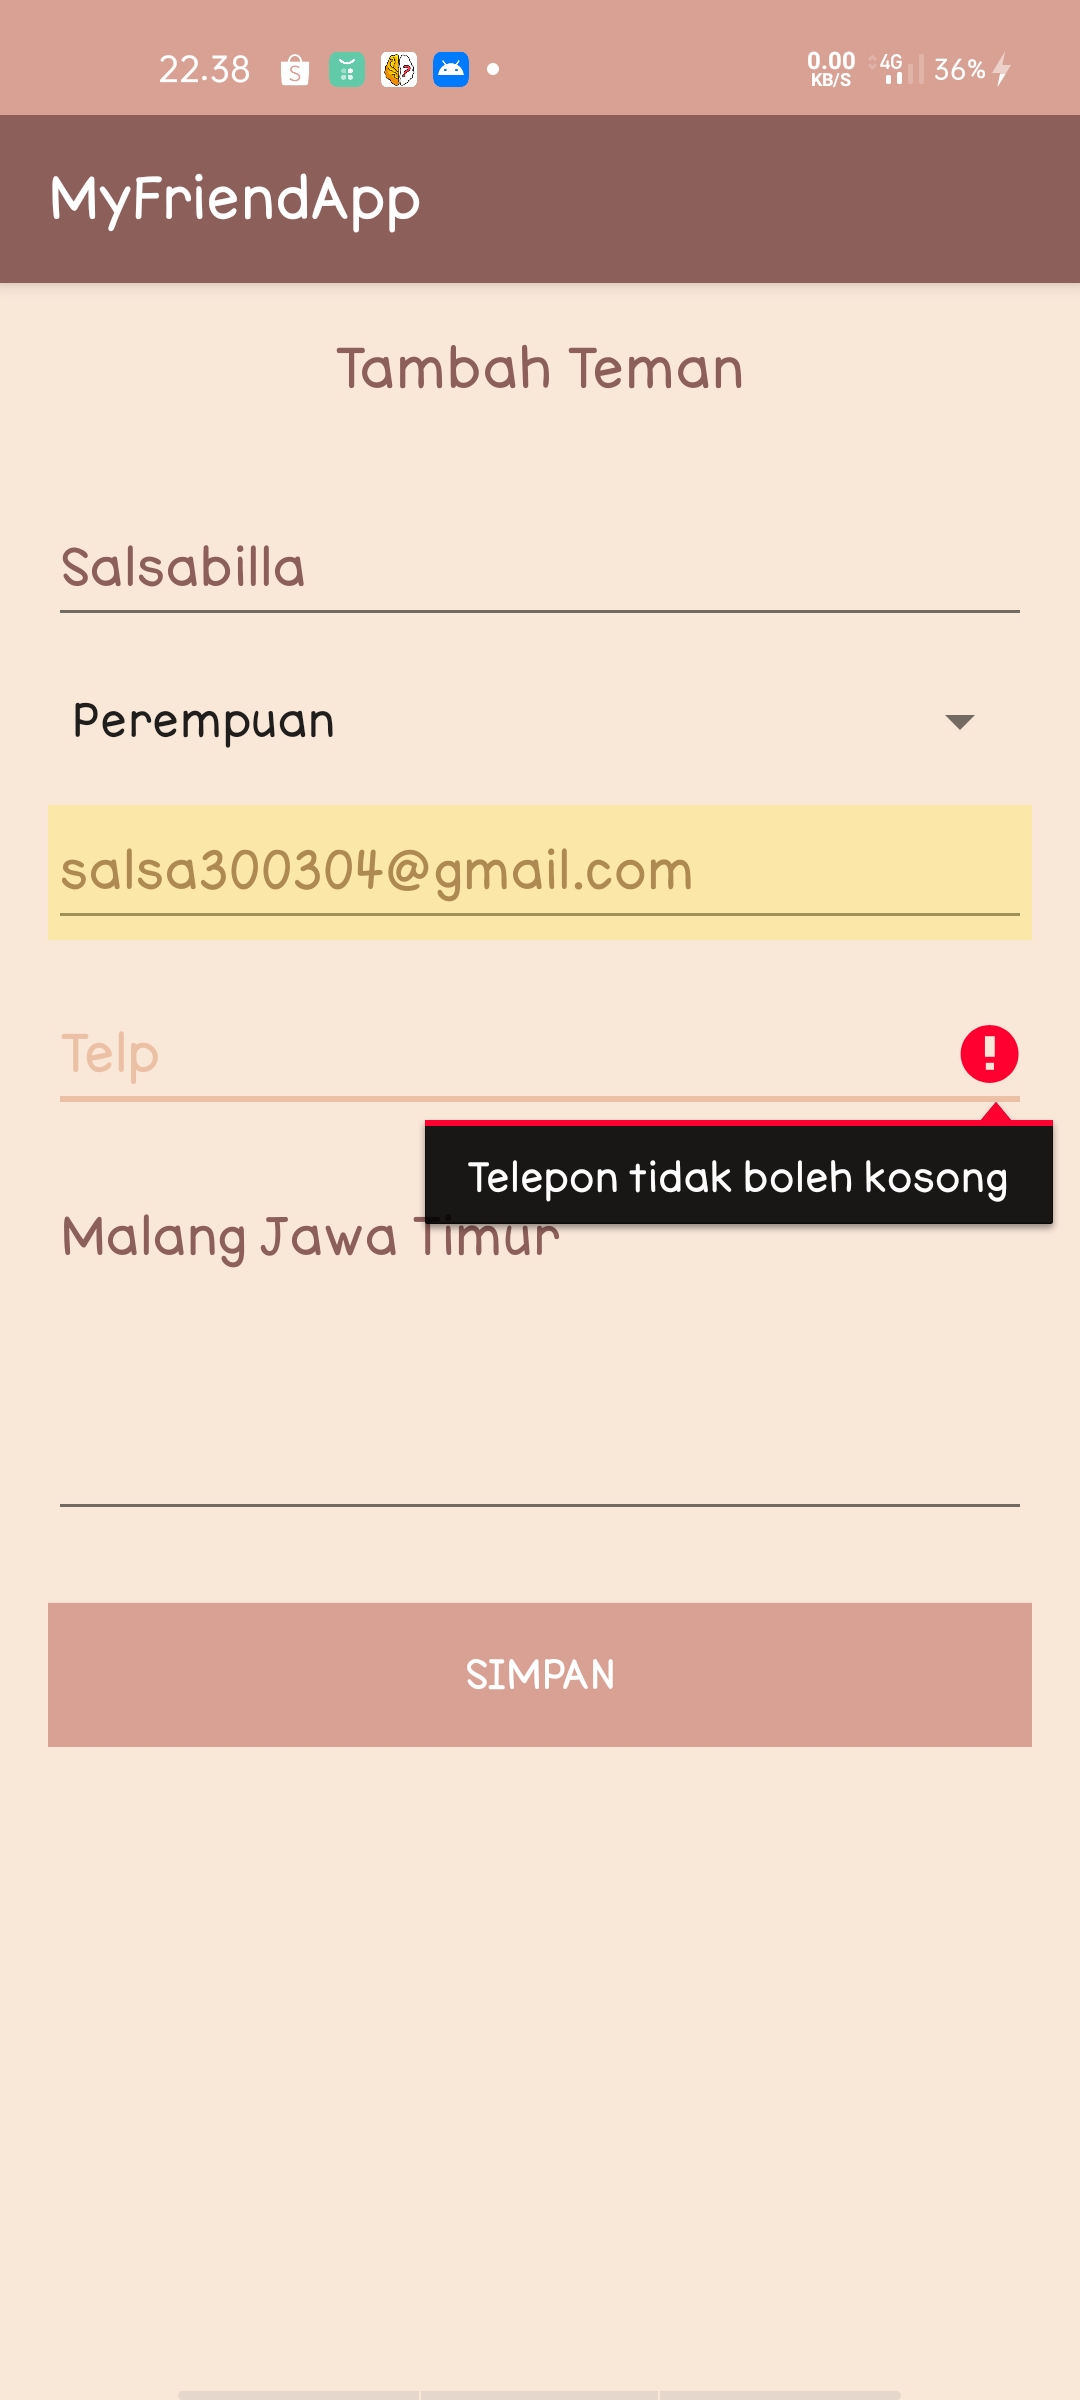 22.38
S
0.00
KB/S
4G
36%
MyFriendApp
Tambah Teman
Salsabilla
Perempuan
salsa300304@gmail.com
Telp
Telepon tidak boleh kosong
Malang Jawa Timur
SIMPAN